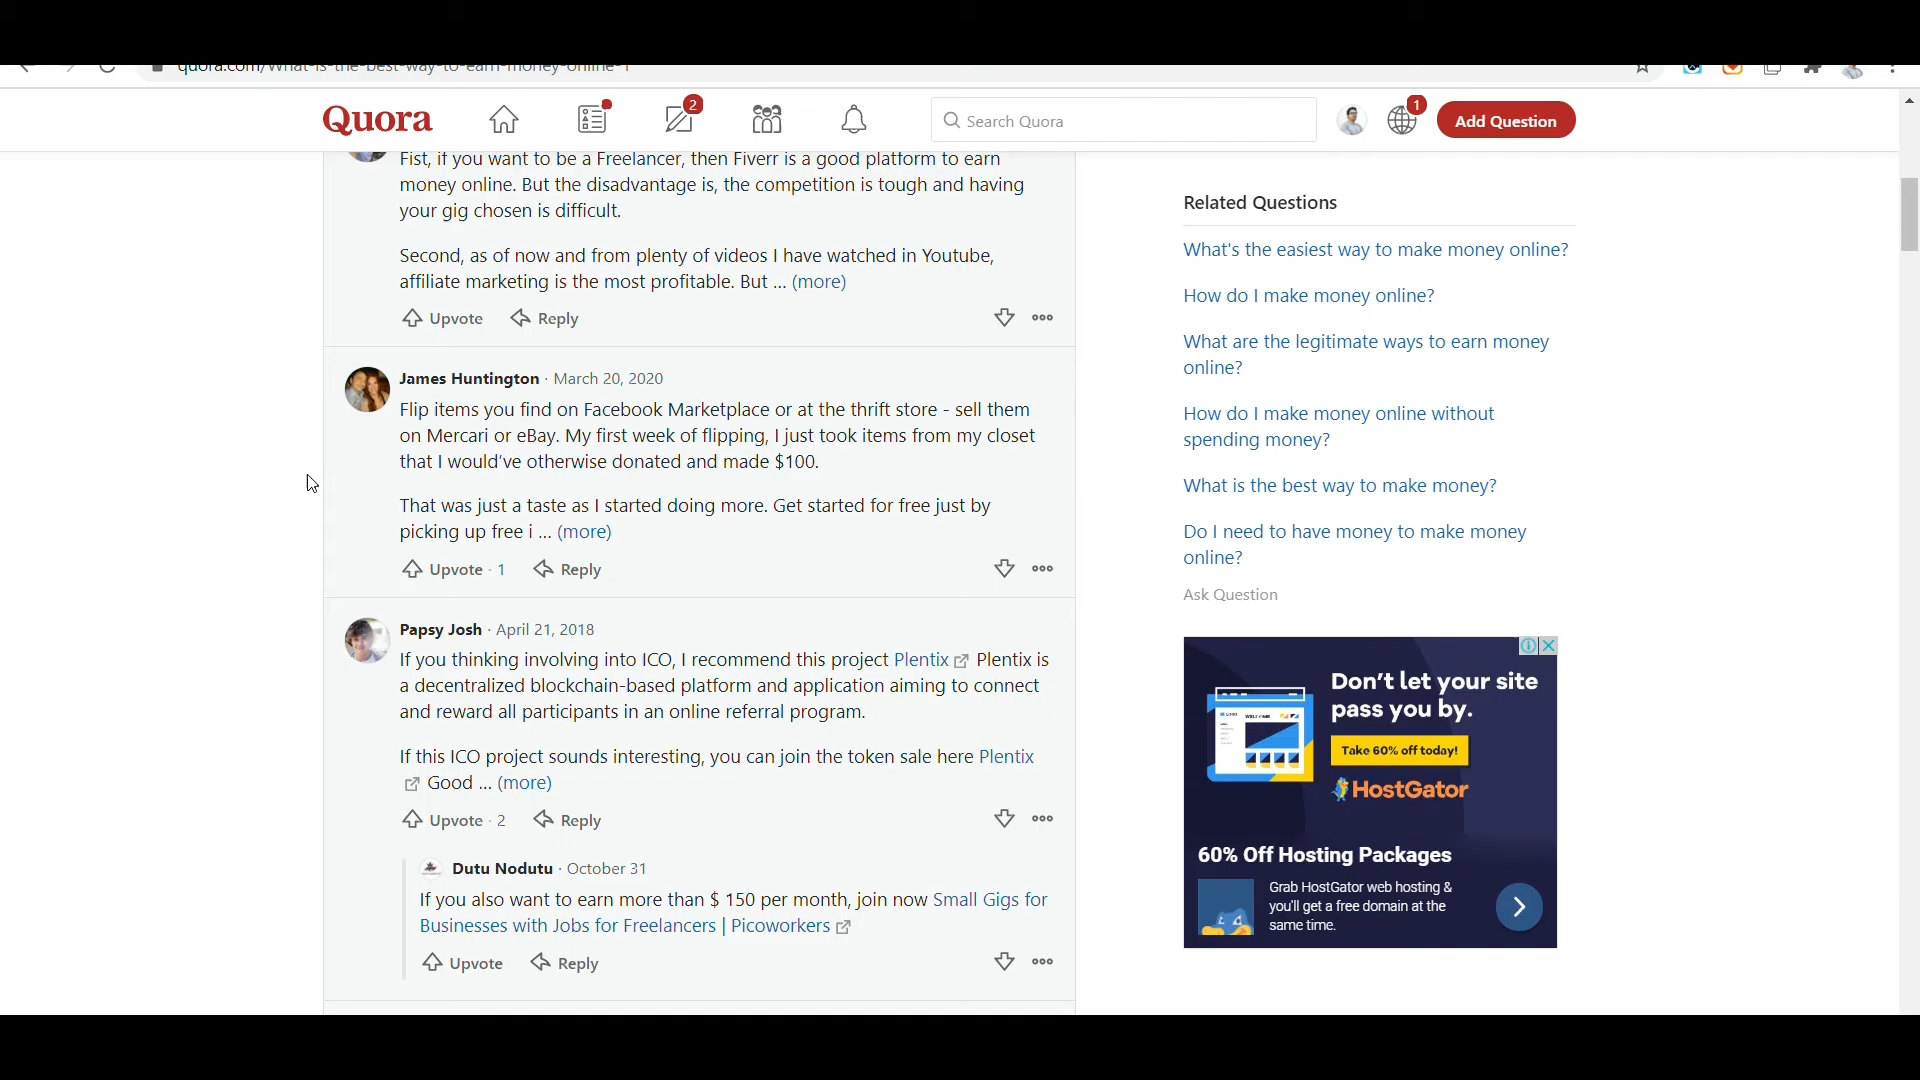 quora.com/What-is-the-best-way-to-earn-money-online-1
Quora
2
Search Quora
1
Add Question
Fist, if you want to be a Freelancer, then Fiverr is a good platform to earn
money online. But the disadvantage is, the competition is tough and having
your gig chosen is difficult.
Second, as of now and from plenty of videos I have watched in Youtube,
affiliate marketing is the most profitable. But ... (more)
Upvote Reply
James Huntington · March 20, 2020
Flip items you find on Facebook Marketplace or at the thrift store - sell them
on Mercari or eBay. My first week of flipping, I just took items from my closet
that I would've otherwise donated and made $100.
That was just a taste as I started doing more. Get started for free just by
picking up free i ... (more)
Upvote · 1 Reply
Papsy Josh · April 21, 2018
If you thinking involving into ICO, I recommend this project Plentix Plentix is
a decentralized blockchain-based platform and application aiming to connect
and reward all participants in an online referral program.
If this ICO project sounds interesting, you can join the token sale here Plentix
Good ... (more)
Upvote · 2 Reply
Dutu Nodutu · October 31
If you also want to earn more than $ 150 per month, join now Small Gigs for
Businesses with Jobs for Freelancers | Picoworkers
Upvote Reply
Related Questions
What's the easiest way to make money online?
How do I make money online?
What are the legitimate ways to earn money
online?
How do I make money online without
spending money?
What is the best way to make money?
Do I need to have money to make money
online?
Ask Question
Don't let your site
pass you by.
Take 60% off today!
HostGator
WELCOME
60% Off Hosting Packages
Grab HostGator web hosting &
you'll get a free domain at the
same time.